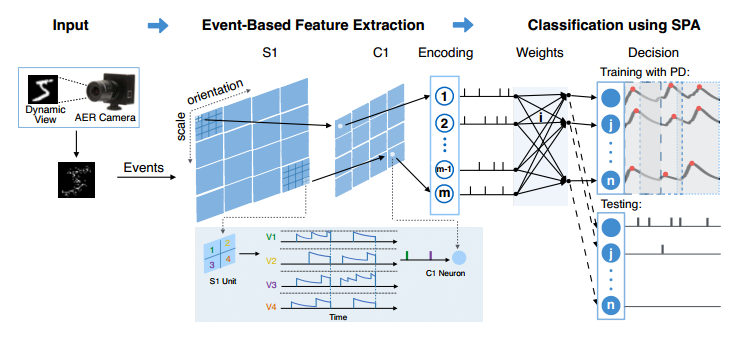 Input
Event-Based Feature Extraction
Classification using SPA
S1
C1
Encoding
Weights
Decision
Training with PD:
orientation
scale
Dynamic
View
AER Camera
Events
1
2
m-1
m
i
j
n
Testing:
j
n
1 2
3 4
S1 Unit
V1
V2
V3
V4
Time
C1 Neuron